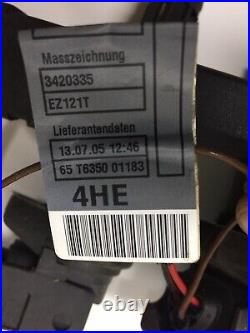 Masszeichnung
3420335
EZ121T
Lieferantendaten
13.07.05 12:46
65 T6350 01183
4HE